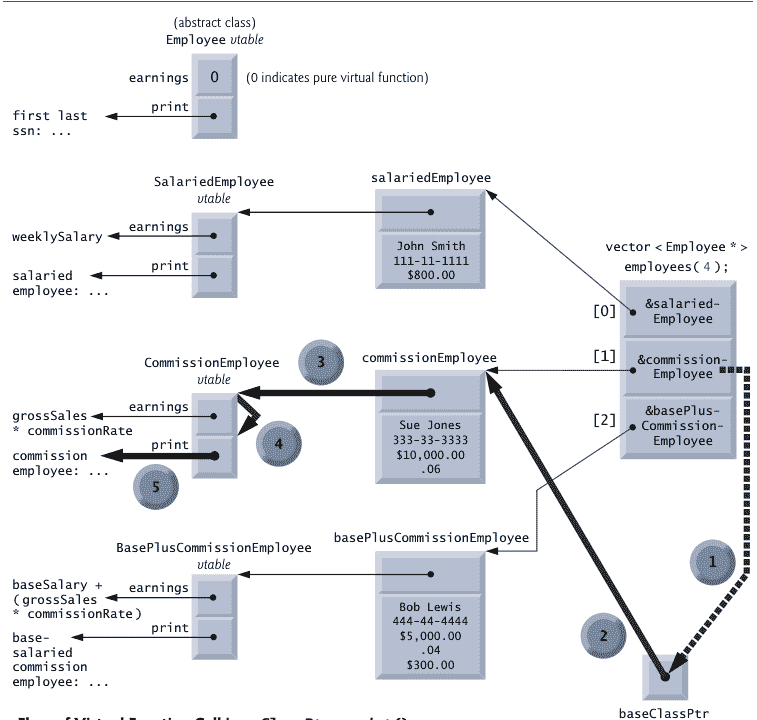 (abstract class)
Employee vtable
earnings
0
(0 indicates pure virtual function)
print
first last
ssn: ...
SalariedEmployee
vtable
salariedEmployee
earnings
weeklySalary
print
salaried
employee: ...
John Smith
111-11-1111
$800.00
vector < Employee * >
employees( 4 );
[0]
&salaried-
Employee
[1]
&commission-
Employee
[2]
&basePlus-
Commission-
Employee
CommissionEmployee
vtable
3
commissionEmployee
earnings
grossSales
* commissionRate
4
print
commission
employee: ...
5
Sue Jones
333-33-3333
$10,000.00
.06
BasePlusCommissionEmployee
vtable
basePlusCommissionEmployee
baseSalary +
(grossSales
* commissionRate)
earnings
print
base-
salaried
commission
employee: ...
Bob Lewis
444-44-4444
$5,000.00
.04
$300.00
1
2
baseClassPtr